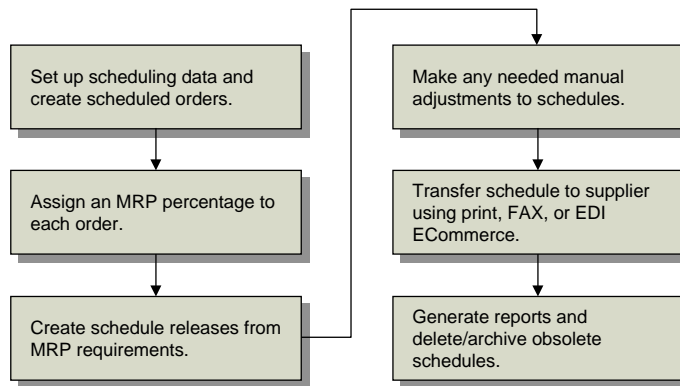 Set up scheduling data and
create scheduled orders.
Assign an MRP percentage to
each order.
Create schedule releases from
MRP requirements.
Make any needed manual
adjustments to schedules.
Transfer schedule to supplier
using print, FAX, or EDI
ECommerce.
Generate reports and
delete/archive obsolete
schedules.